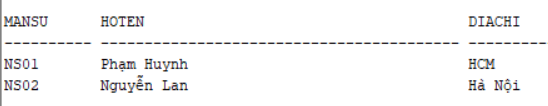 MANSU HOTEN DIACHI
---------- ---------------------------------------- ---------
NS01 Phạm Huynh HCM
NS02 Nguyễn Lan Hà Nội